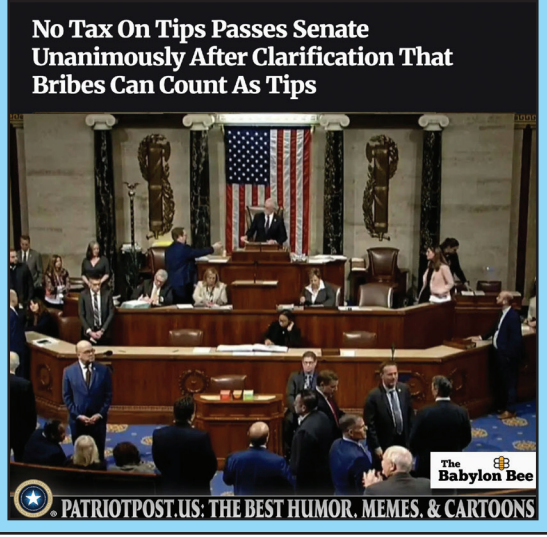 No Tax On Tips Passes Senate
Unanimously After Clarification That
Bribes Can Count As Tips
The
Babylon Bee
® PATRIOTPOST.US: THE BEST HUMOR, MEMES, & CARTOONS